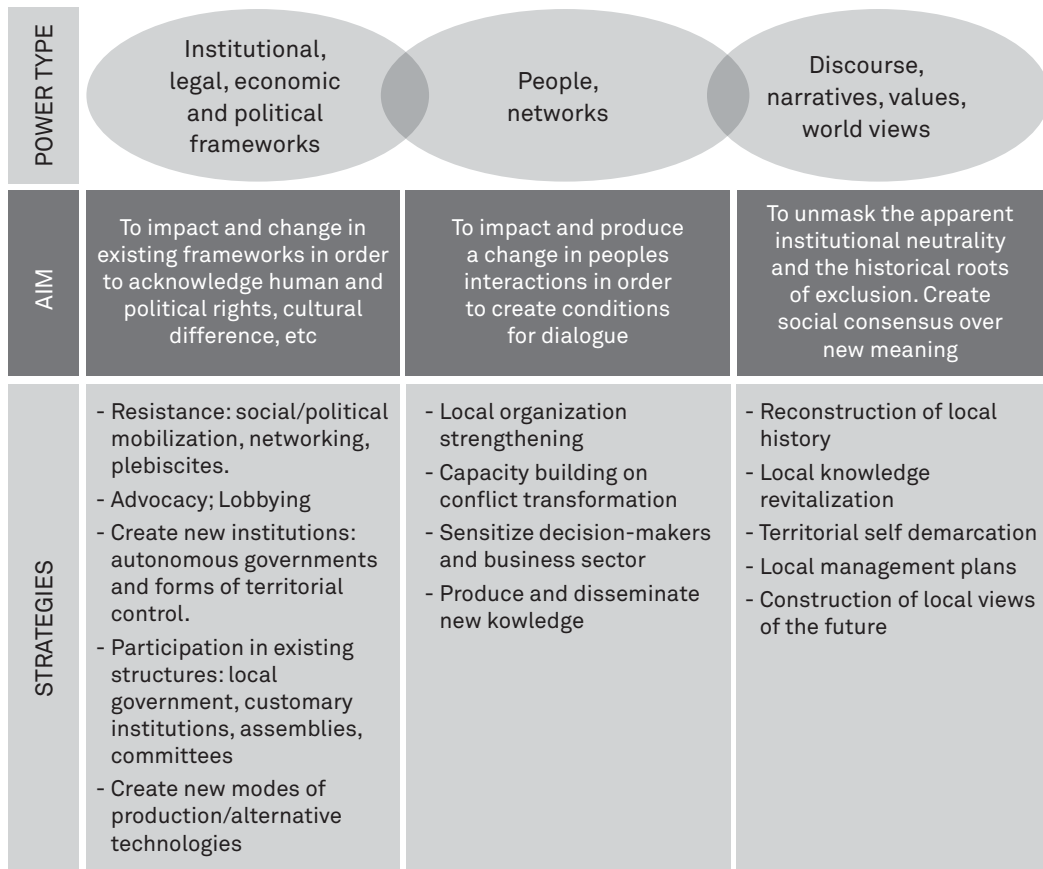 POWER TYPE
Institutional,
legal, economic
and political
frameworks
People,
networks
Discourse,
narratives, values,
world views
AIM
To impact and change in
existing frameworks in order
to acknowledge human and
political rights, cultural
difference, etc
To impact and produce
a change in peoples
interactions in order
to create conditions
for dialogue
To unmask the apparent
institutional neutrality
and the historical roots
of exclusion. Create
social consensus over
new meaning
STRATEGIES
- Resistance: social/political
mobilization, networking,
plebiscites.
- Advocacy; Lobbying
- Create new institutions:
autonomous governments
and forms of territorial
control.
- Participation in existing
structures: local
government, customary
institutions, assemblies,
committees
- Create new modes of
production/alternative
technologies
- Local organization
strengthening
- Capacity building on
conflict transformation
- Sensitize decision-makers
and business sector
- Produce and disseminate
new kowledge
- Reconstruction of local
history
- Local knowledge
revitalization
- Territorial self demarcation
- Local management plans
- Construction of local views
of the future